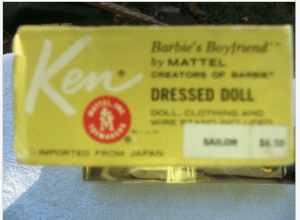 Ken®
Barbie's Boyfriend™
by MATTEL
CREATORS OF BARBIE®
DRESSED DOLL
DOLL, CLOTHING AND
WIRE STAND INCLUDED
MATTEL, INC.
TOYMAKERS
®
SAILOR $6.50
IMPORTED FROM JAPAN